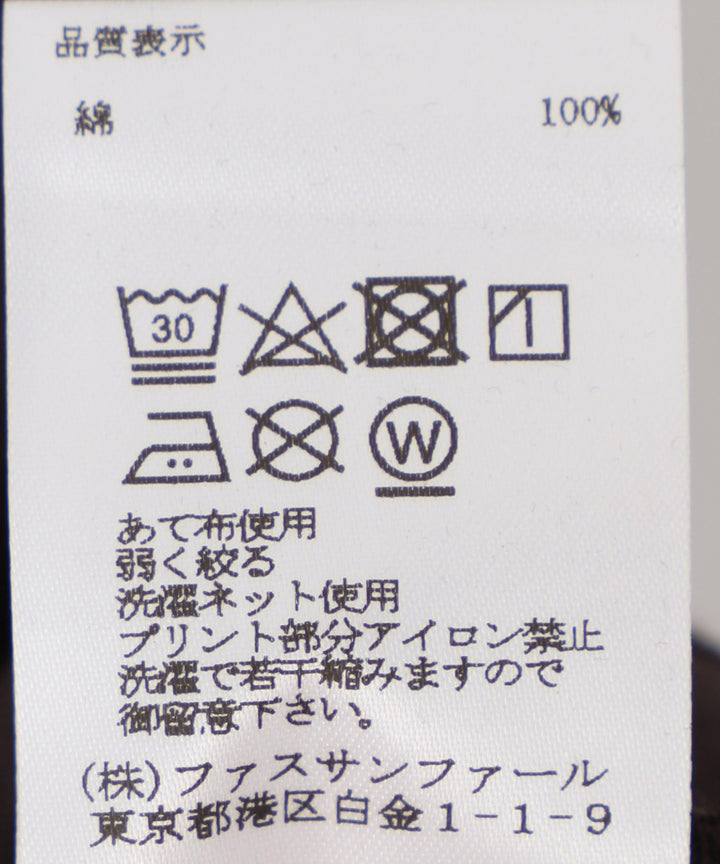 品質表示
綿 100%
30
W
あて布使用
弱く絞る
洗濯ネット使用
プリント部分アイロン禁止
洗濯で若干縮みますので
御留意下さい。
(株)ファスサンファール
東京都港区白金1-1-9